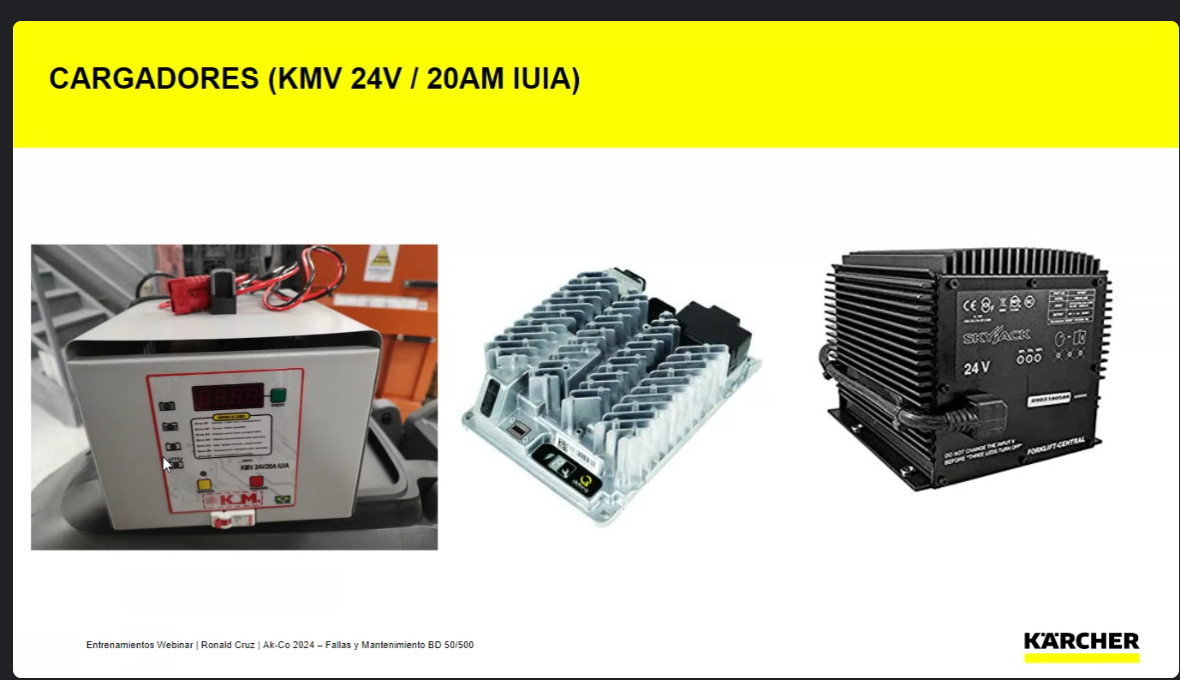 CARGADORES (KMV 24V / 20AM IUIA)
KMV 24V/20A IUIA
K M
SKYJACK
24 V
DO NOT CHANGE THE INPUT V
BEFORE "THREE LEDS TURN OFF"
FORKLIFT-CENTRAL
Entrenamientos Webinar | Ronald Cruz | Ak-Co 2024 – Fallas y Mantenimiento BD 50/500
KÄRCHER